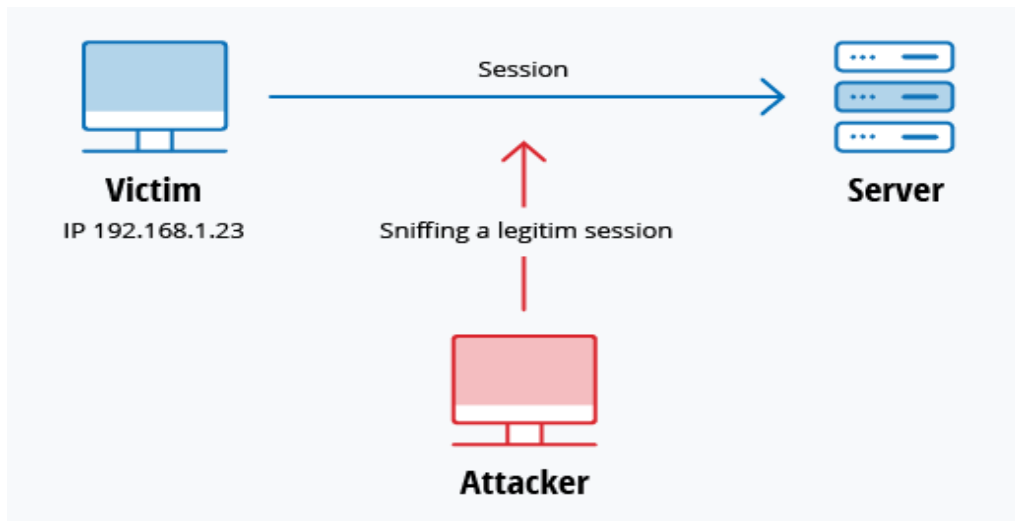 Session
Victim
IP 192.168.1.23
Server
Sniffing a legitim session
Attacker